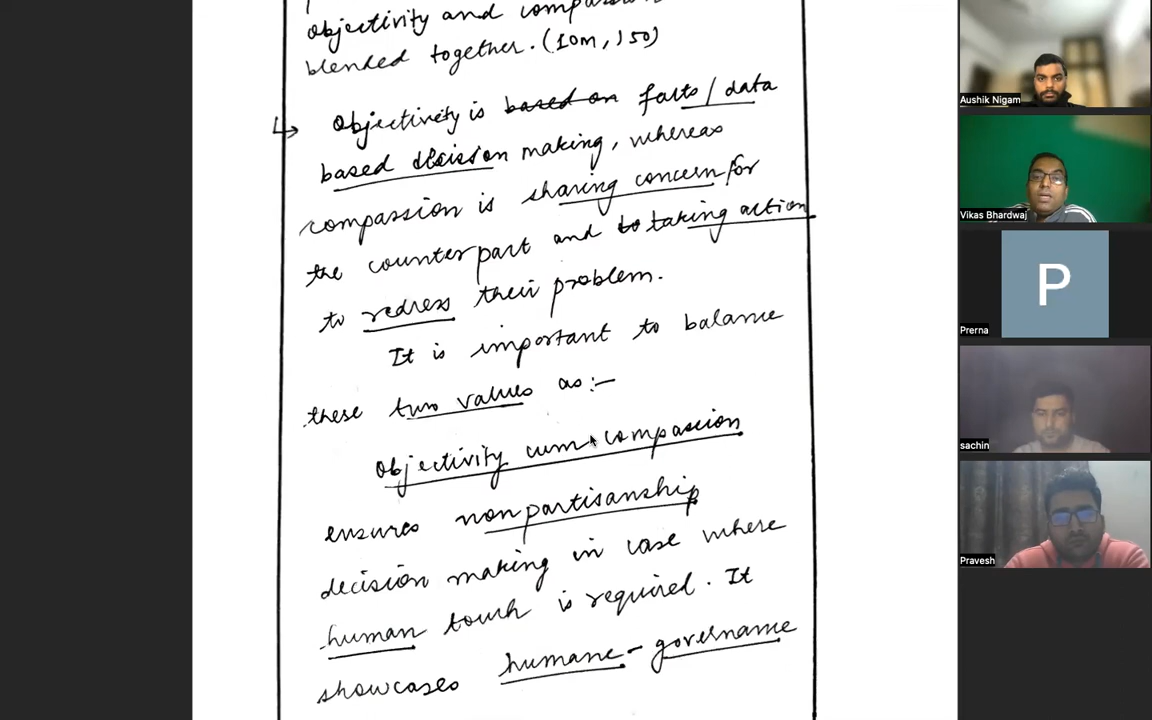 objectivity and compassion
blended together. (10m, 150)
↳ Objectivity is based on facts/data
based decision making, whereas
compassion is sharing concern for
the counterpart and to taking action
to redress their problem.
It is important to balance
these two values as :-
Objectivity cum compassion
ensures nonpartisanship
decision making in case where
human touch is required. It
showcases humane-governance
Aushik Nigam
Vikas Bhardwaj
P
Prerna
sachin
Pravesh